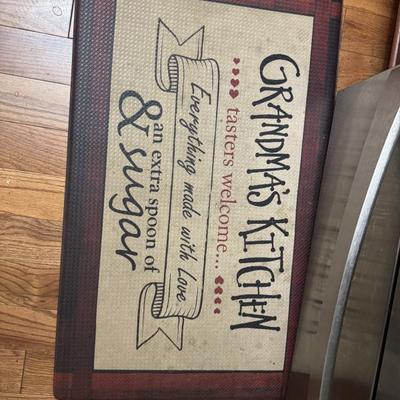 GRANDMA'S KITCHEN
tasters welcome...
Everything made with Love
& an extra spoon of
sugar